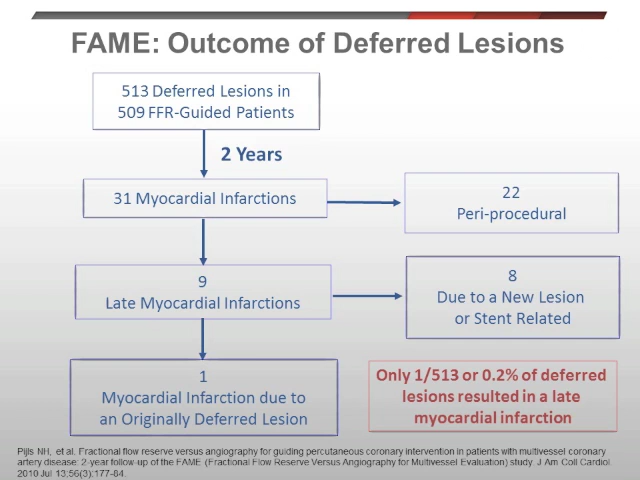 FAME: Outcome of Deferred Lesions
513 Deferred Lesions in
509 FFR-Guided Patients
2 Years
31 Myocardial Infarctions
22
Peri-procedural
9
Late Myocardial Infarctions
8
Due to a New Lesion
or Stent Related
1
Myocardial Infarction due to
an Originally Deferred Lesion
Only 1/513 or 0.2% of deferred
lesions resulted in a late
myocardial infarction
Pijls NH, et al. Fractional flow reserve versus angiography for guiding percutaneous coronary intervention in patients with multivessel coronary
artery disease: 2-year follow-up of the FAME (Fractional Flow Reserve Versus Angiography for Multivessel Evaluation) study. J Am Coll Cardiol.
2010 Jul 13;56(3):177-84.